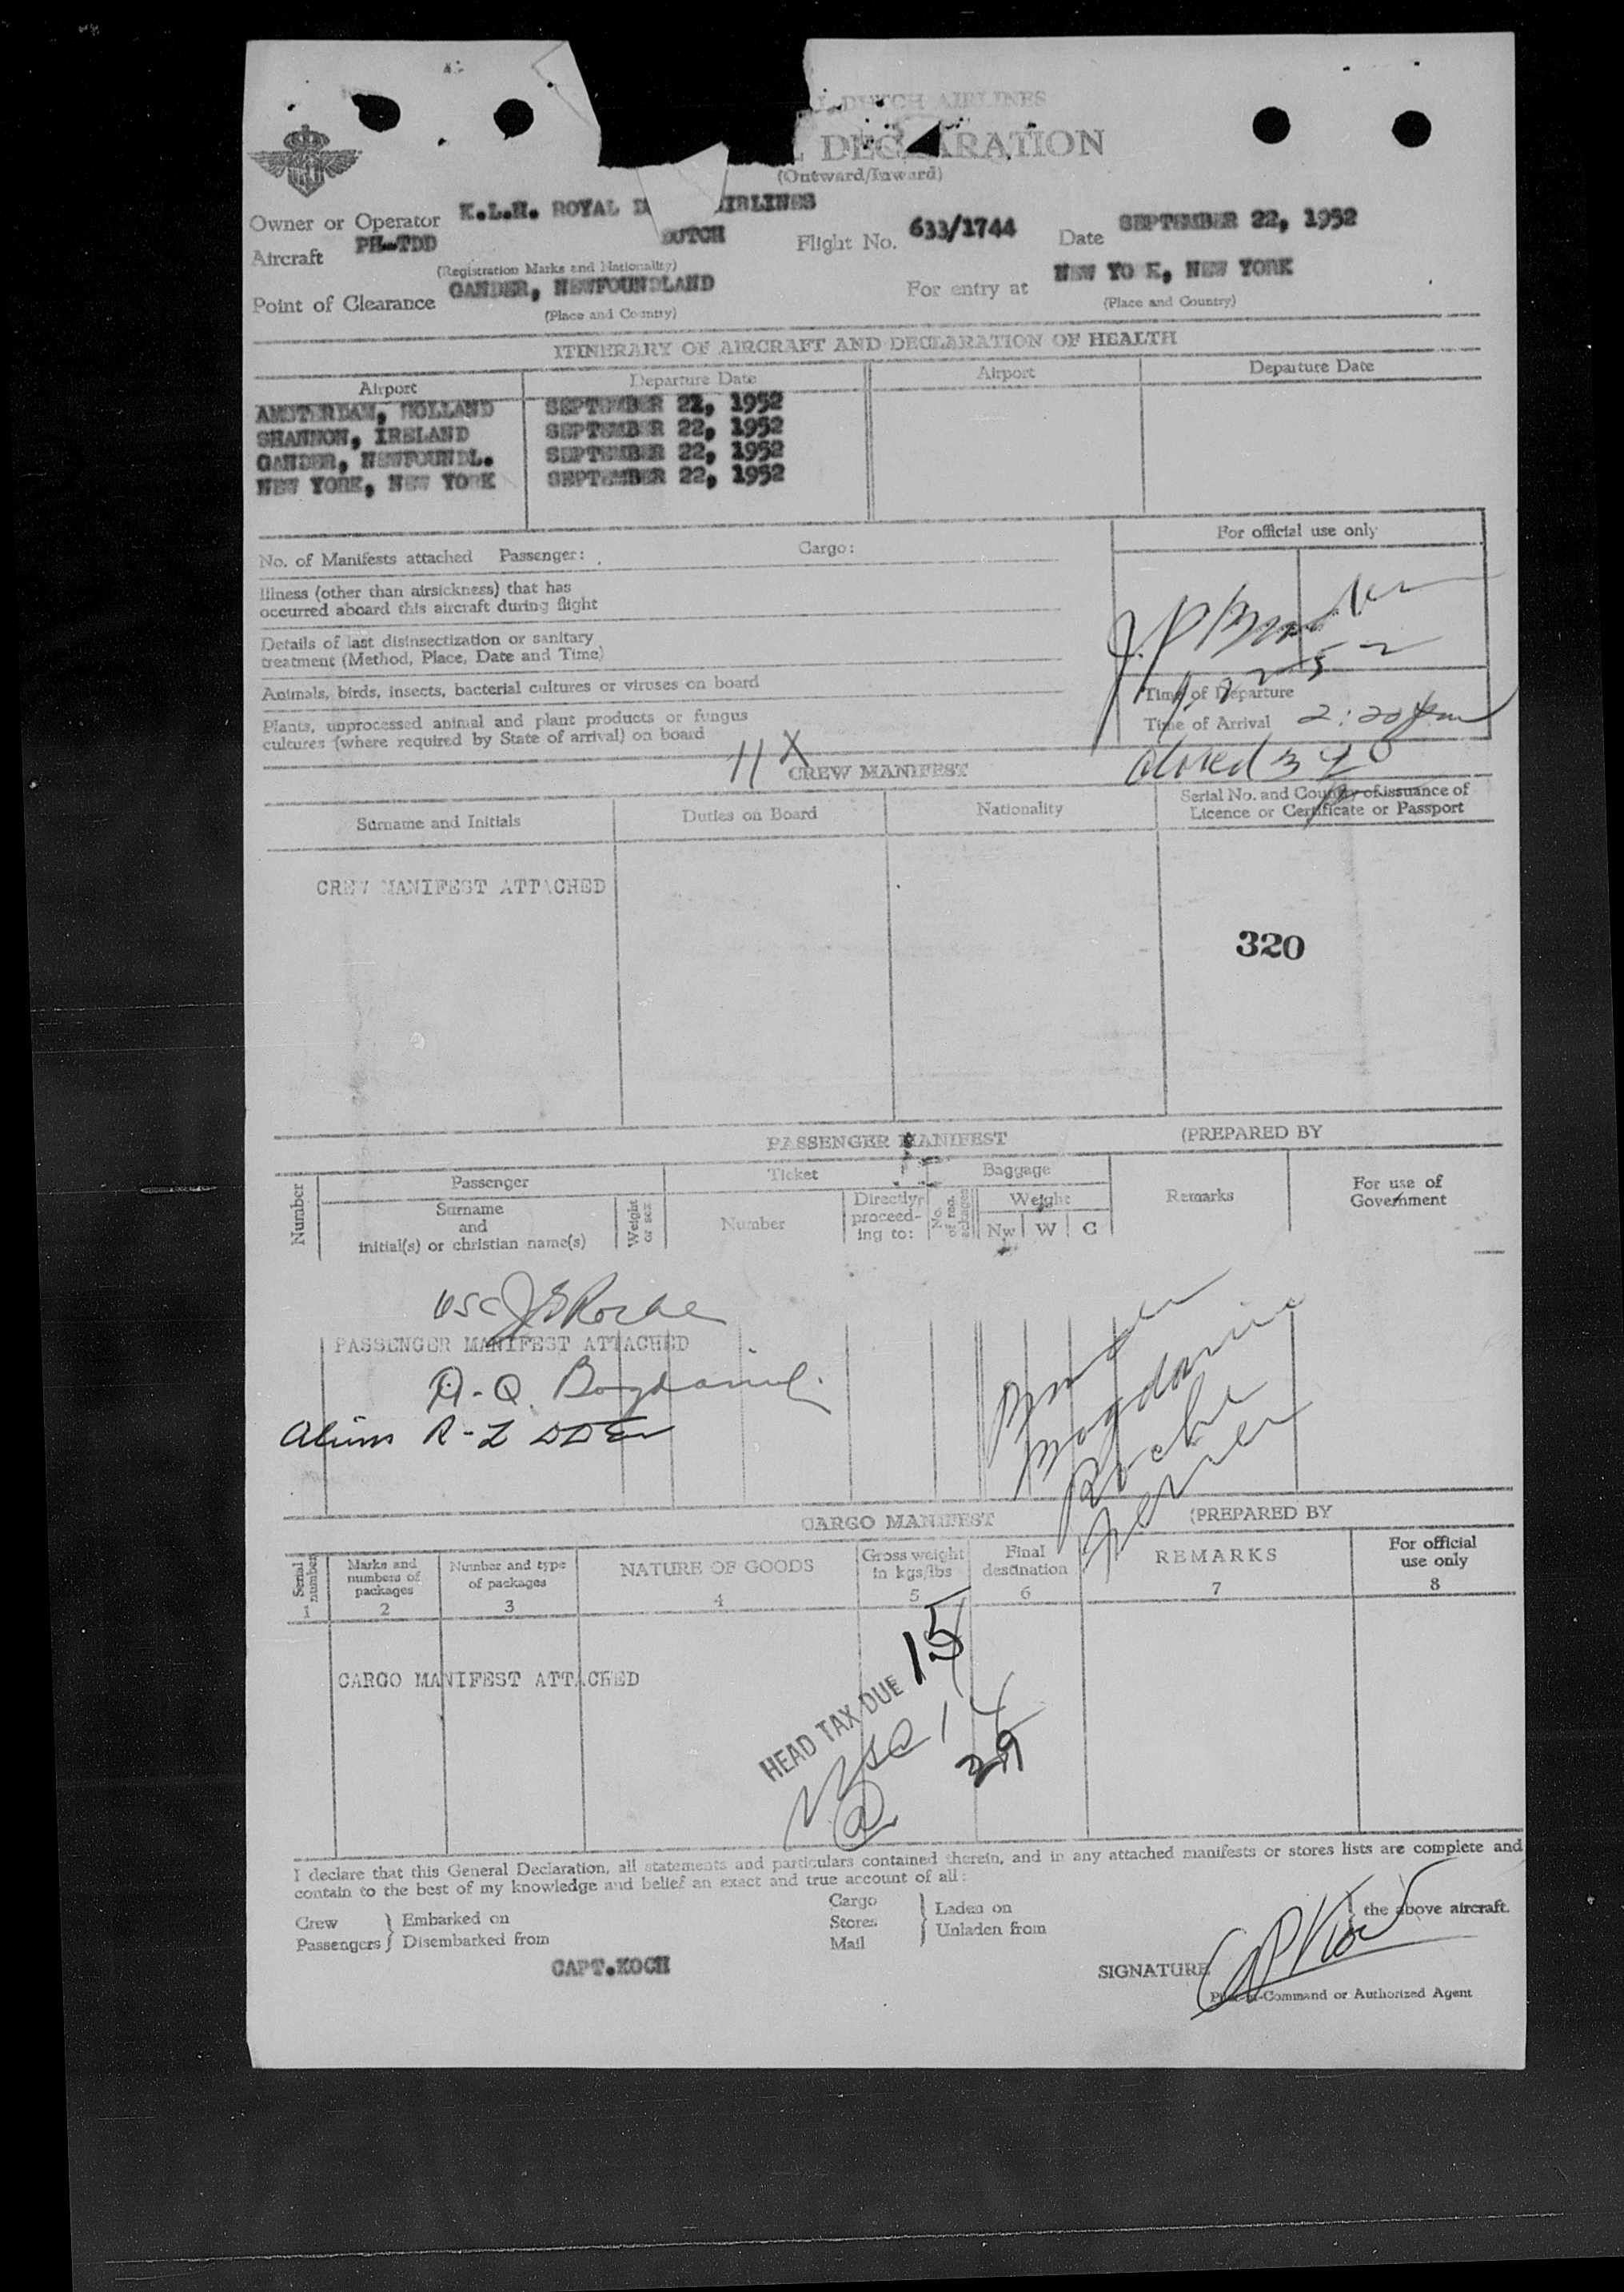 L DUTCH AIRLINES
L DECLARATION
(Outward/Inward)
Owner or Operator K.L.M. ROYAL D AIRLINES
Aircraft PH-TDD DUTCH Flight No. 633/1744 Date SEPTEMBER 22, 1952
(Registration Marks and Nationality)
Point of Clearance GANDER, NEWFOUNDLAND For entry at NEW YO K, NEW YORK
(Place and Country) (Place and Country)
ITINERARY OF AIRCRAFT AND DECLARATION OF HEALTH
Airport Departure Date Airport Departure Date
AMSTERDAM, HOLLAND SEPTEMBER 22, 1952
SHANNON, IRELAND SEPTEMBER 22, 1952
GANDER, NEWFOUNDL. SEPTEMBER 22, 1952
NEW YORK, NEW YORK SEPTEMBER 22, 1952
For official use only
No. of Manifests attached Passenger: Cargo:
Illness (other than airsickness) that has
occurred aboard this aircraft during flight
Details of last disinsectization or sanitary
treatment (Method, Place, Date and Time)
Animals, birds, insects, bacterial cultures or viruses on board
Time of Departure
Plants, unprocessed animal and plant products or fungus
cultures (where required by State of arrival) on board
Time of Arrival 2:20 pm
11 X
CREW MANIFEST
Surname and Initials Duties on Board Nationality Serial No. and Country of issuance of
Licence or Certificate or Passport
CREW MANIFEST ATTACHED
320
PASSENGER MANIFEST (PREPARED BY
Number Passenger Ticket Baggage Remarks For use of
Government
Surname
and
initial(s) or christian name(s) Weight
or sex Number Directly
proceed-
ing to: No.
of reg.
packages Weight
Nw W C
USC J E Roche
PASSENGER MANIFEST ATTACHED
Roche
CARGO MANIFEST (PREPARED BY
Serial
number Marks and
numbers of
packages Number and type
of packages NATURE OF GOODS Gross weight
in kgs/lbs Final
destination REMARKS For official
use only
1 2 3 4 5 6 7 8
CARGO MANIFEST ATTACHED
HEAD TAX DUE 15
USC 14
29
I declare that this General Declaration, all statements and particulars contained therein, and in any attached manifests or stores lists are complete and
contain to the best of my knowledge and belief an exact and true account of all:
Crew Embarked on Cargo Laden on the above aircraft.
Passengers Disembarked from Stores Unladen from
Mail
CAPT.KOCH
SIGNATURE
Pilot-in-Command or Authorized Agent